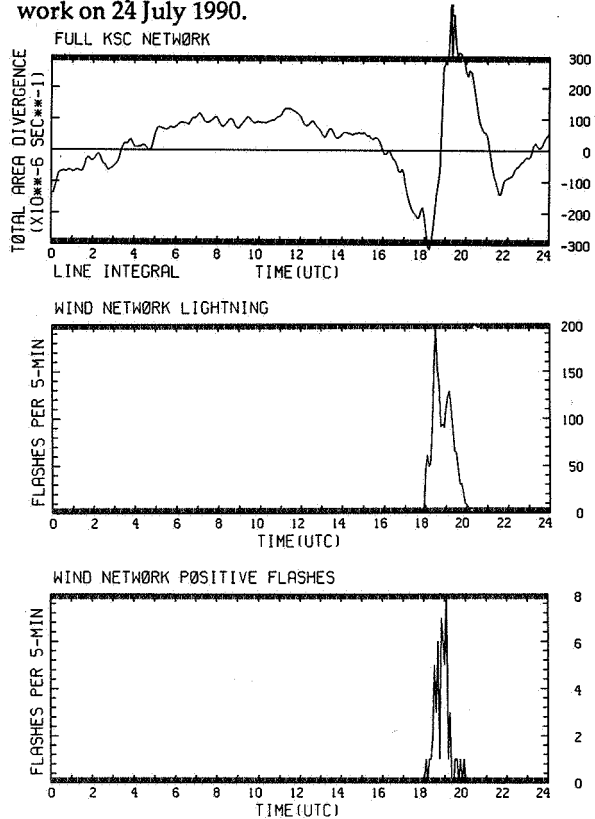 work on 24 July 1990.
FULL KSC NETWØRK
TØTAL AREA DIVERGENCE
(X10**-6 SEC**-1)
300
200
100
0
-100
-200
-300
0 2 4 6 8 10 12 14 16 18 20 22 24
LINE INTEGRAL TIME(UTC)
WIND NETWØRK LIGHTNING
FLASHES PER 5-MIN
200
150
100
50
0
0 2 4 6 8 10 12 14 16 18 20 22 24
TIME(UTC)
WIND NETWØRK PØSITIVE FLASHES
FLASHES PER 5-MIN
8
6
4
2
0
0 2 4 6 8 10 12 14 16 18 20 22 24
TIME(UTC)